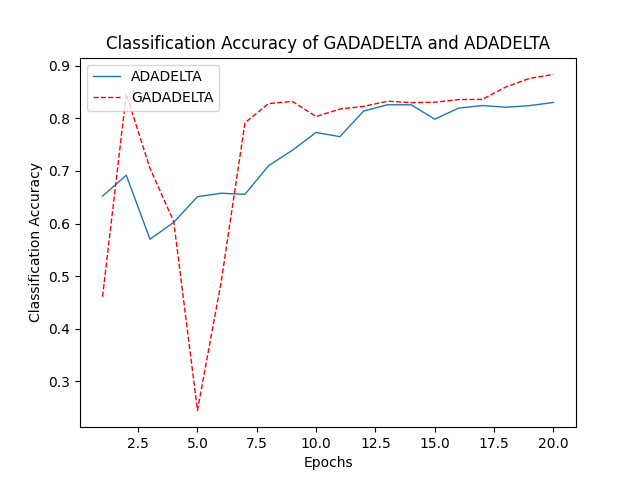 Classification Accuracy of GADADELTA and ADADELTA
ADADELTA
GADADELTA
Classification Accuracy
0.9
0.8
0.7
0.6
0.5
0.4
0.3
2.5 5.0 7.5 10.0 12.5 15.0 17.5 20.0
Epochs